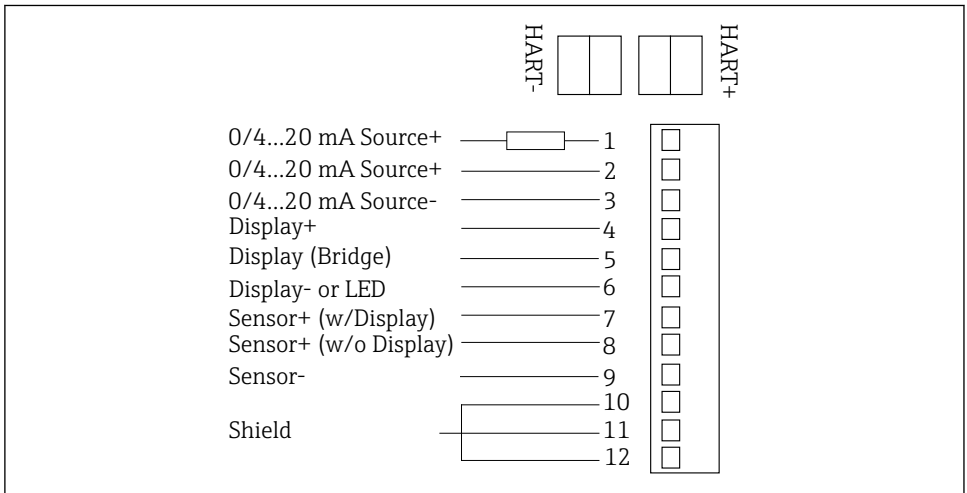 HART-
HART+
0/4...20 mA Source+ 1
0/4...20 mA Source+ 2
0/4...20 mA Source- 3
Display+ 4
Display (Bridge) 5
Display- or LED 6
Sensor+ (w/Display) 7
Sensor+ (w/o Display) 8
Sensor- 9
10
Shield 11
12